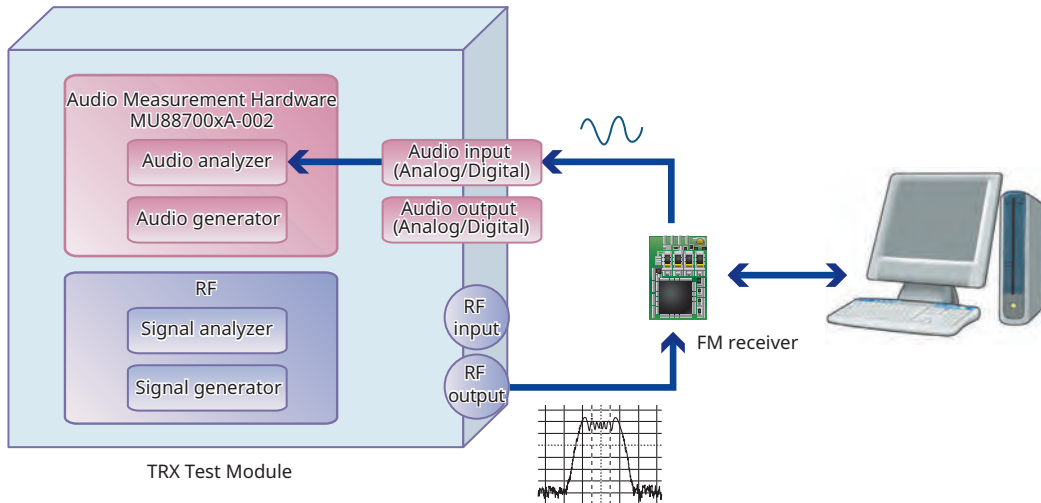 Audio Measurement Hardware
MU88700xA-002
Audio analyzer
Audio generator
Audio input
(Analog/Digital)
Audio output
(Analog/Digital)
RF
Signal analyzer
Signal generator
RF
input
RF
output
FM receiver
TRX Test Module